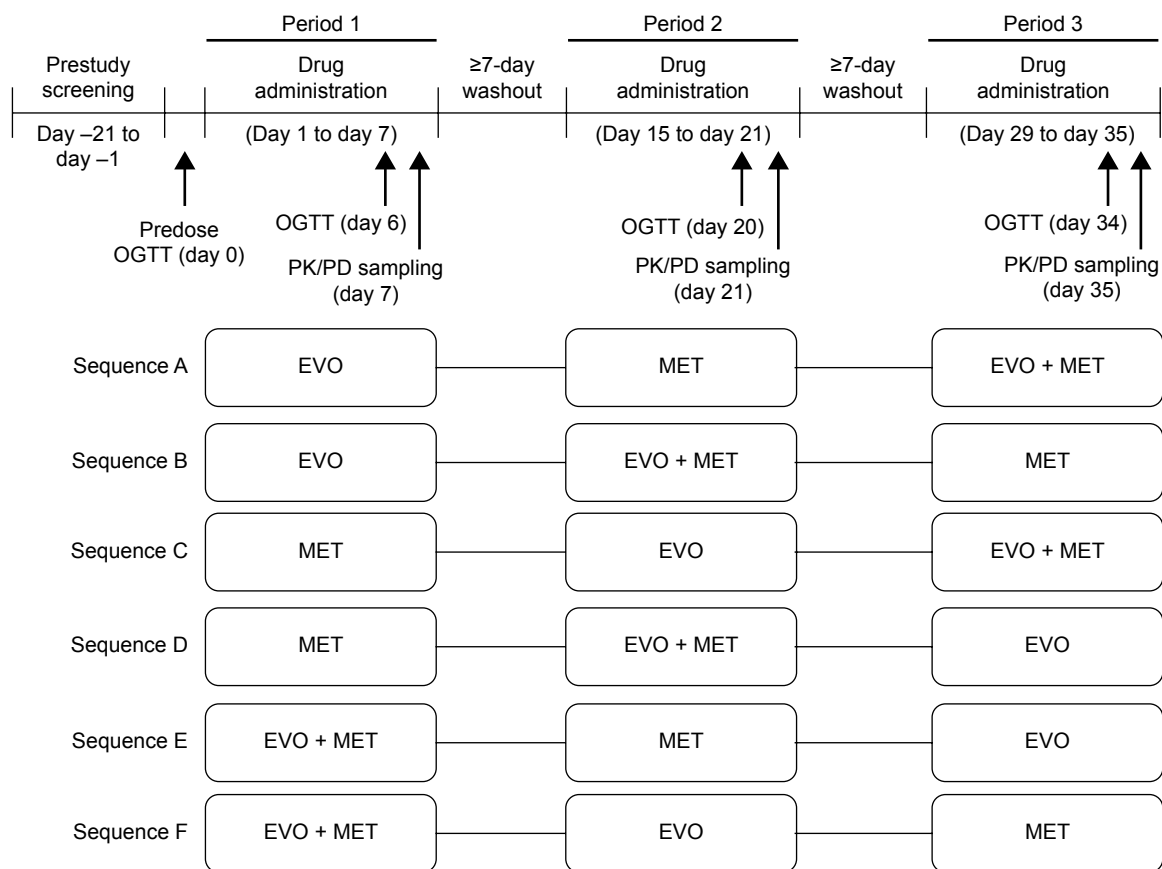 Period 1
Period 2
Period 3
Prestudy
screening
Drug
administration
≥7-day
washout
Drug
administration
≥7-day
washout
Drug
administration
Day –21 to
day –1
(Day 1 to day 7)
(Day 15 to day 21)
(Day 29 to day 35)
Predose
OGTT (day 0)
OGTT (day 6)
PK/PD sampling
(day 7)
OGTT (day 20)
PK/PD sampling
(day 21)
OGTT (day 34)
PK/PD sampling
(day 35)
Sequence A
EVO
MET
EVO + MET
Sequence B
EVO
EVO + MET
MET
Sequence C
MET
EVO
EVO + MET
Sequence D
MET
EVO + MET
EVO
Sequence E
EVO + MET
MET
EVO
Sequence F
EVO + MET
EVO
MET